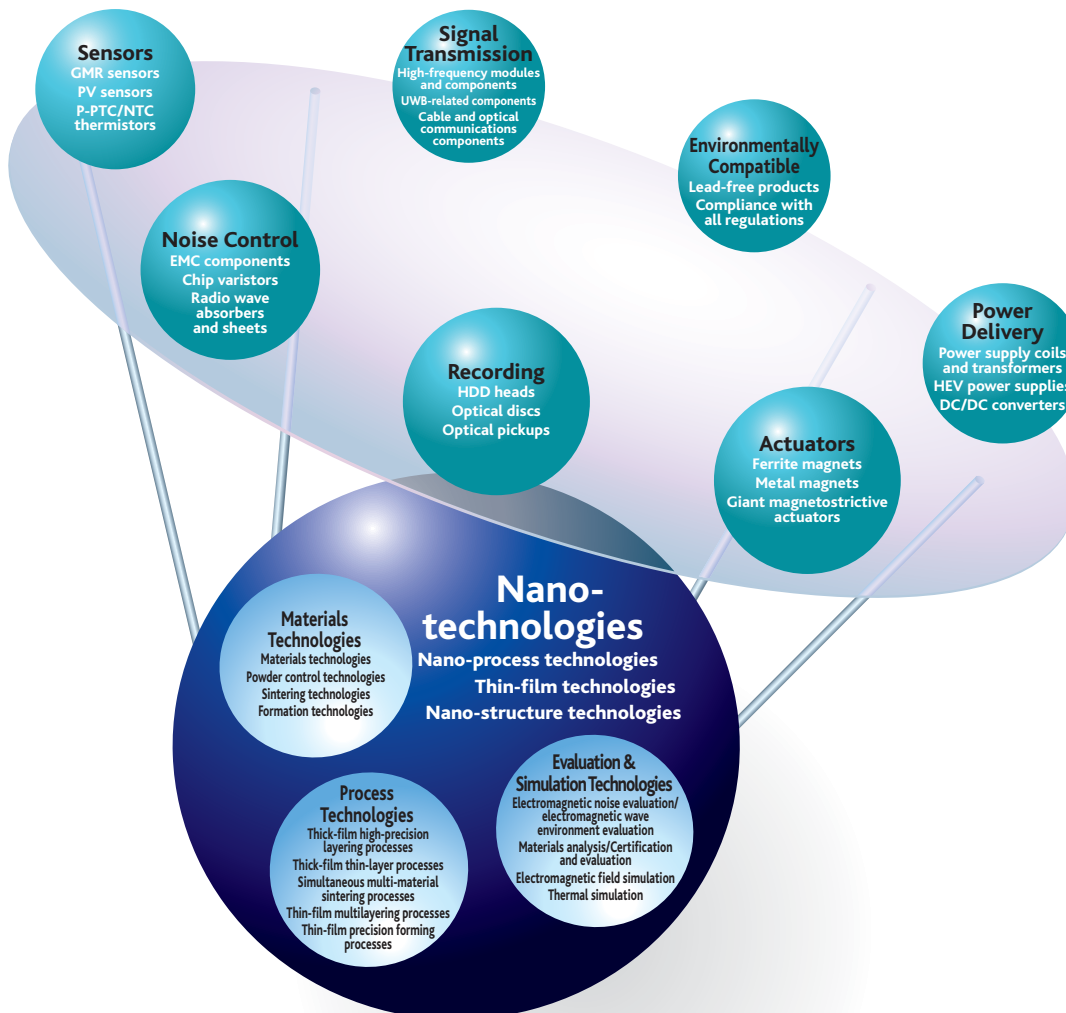 Sensors
GMR sensors
PV sensors
P-PTC/NTC
thermistors
Signal
Transmission
High-frequency modules
and components
UWB-related components
Cable and optical
communications
components
Environmentally
Compatible
Lead-free products
Compliance with
all regulations
Noise Control
EMC components
Chip varistors
Radio wave
absorbers
and sheets
Power
Delivery
Power supply coils
and transformers
HEV power supplies
DC/DC converters
Recording
HDD heads
Optical discs
Optical pickups
Actuators
Ferrite magnets
Metal magnets
Giant magnetostrictive
actuators
Nano-
technologies
Nano-process technologies
Thin-film technologies
Nano-structure technologies
Materials
Technologies
Materials technologies
Powder control technologies
Sintering technologies
Formation technologies
Evaluation &
Simulation Technologies
Electromagnetic noise evaluation/
electromagnetic wave
environment evaluation
Materials analysis/Certification
and evaluation
Electromagnetic field simulation
Thermal simulation
Process
Technologies
Thick-film high-precision
layering processes
Thick-film thin-layer processes
Simultaneous multi-material
sintering processes
Thin-film multilayering processes
Thin-film precision forming
processes